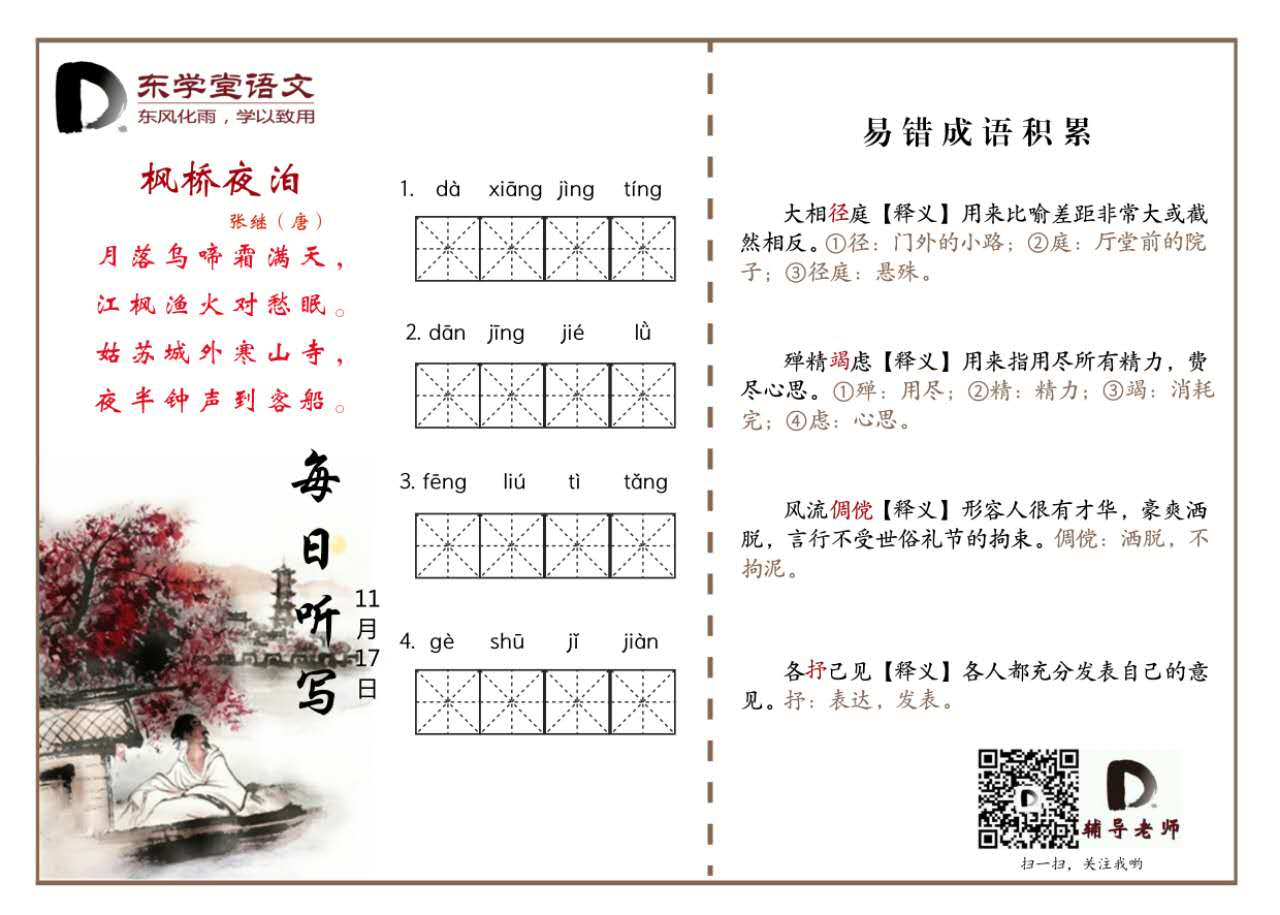 东学堂语文
东风化雨，学以致用
枫桥夜泊
张继（唐）
月落乌啼霜满天，
江枫渔火对愁眠。
姑苏城外寒山寺，
夜半钟声到客船。
每日听写
11月17日
1. dà xiāng jìng tíng
2. dān jīng jié lǜ
3. fēng liú tì tǎng
4. gè shū jǐ jiàn
易错成语积累
大相径庭【释义】用来比喻差距非常大或截
然相反。①径：门外的小路；②庭：厅堂前的院
子；③径庭：悬殊。
殚精竭虑【释义】用来指用尽所有精力，费
尽心思。①殚：用尽；②精：精力；③竭：消耗
完；④虑：心思。
风流倜傥【释义】形容人很有才华，豪爽洒
脱，言行不受世俗礼节的拘束。倜傥：洒脱，不
拘泥。
各抒己见【释义】各人都充分发表自己的意
见。抒：表达，发表。
辅导老师
扫一扫，关注我哟